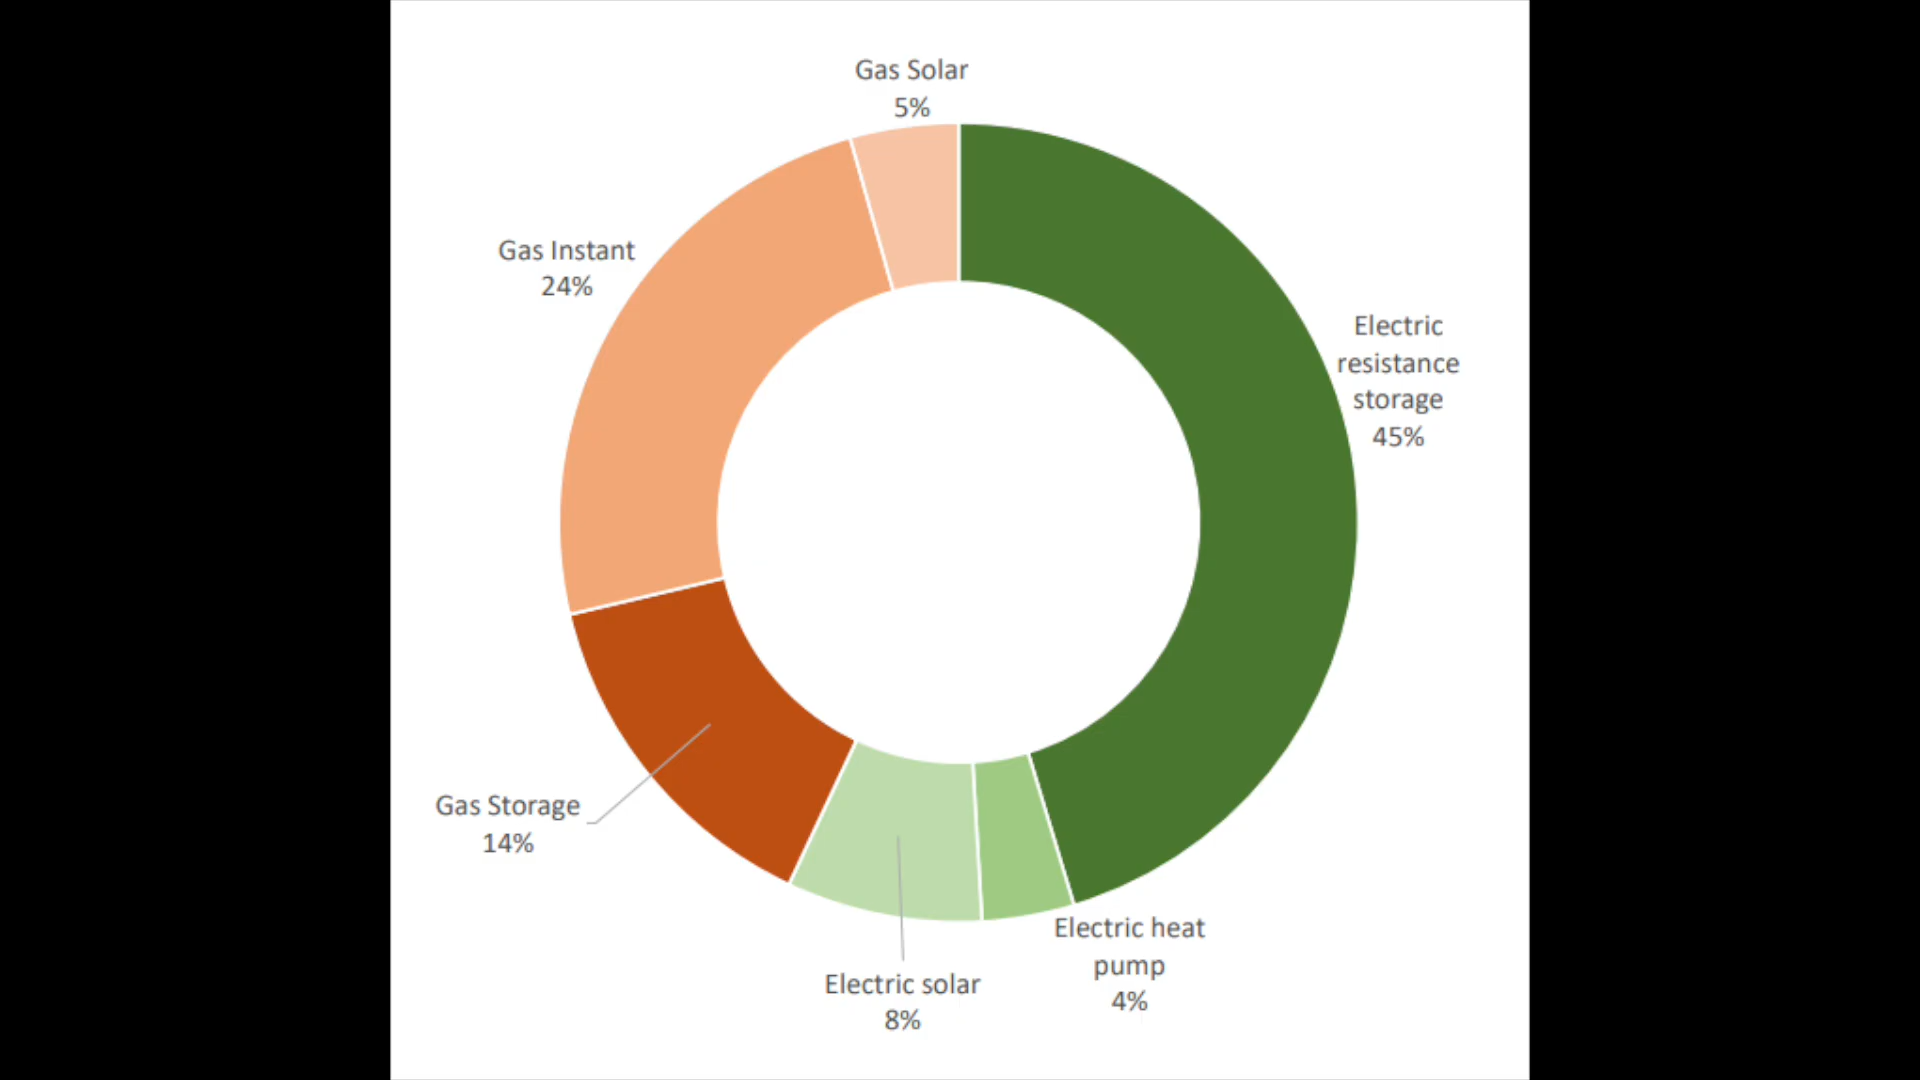 Gas Solar
5%
Gas Instant
24%
Electric
resistance
storage
45%
Gas Storage
14%
Electric heat
pump
4%
Electric solar
8%